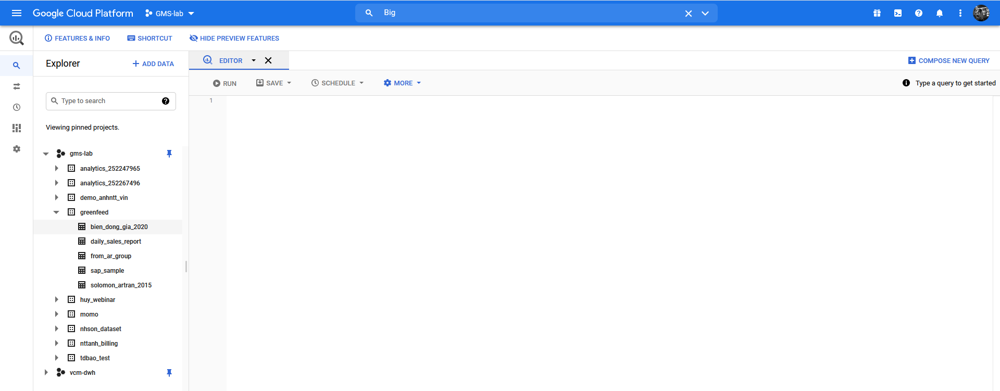 Google Cloud Platform GMS-lab Big
FEATURES & INFO SHORTCUT HIDE PREVIEW FEATURES
Explorer + ADD DATA
Type to search
Viewing pinned projects.
gms-lab
analytics_252247965
analytics_252267496
demo_anhntt_vin
greenfeed
bien_dong_gia_2020
daily_sales_report
from_ar_group
sap_sample
solomon_artran_2015
huy_webinar
momo
nhson_dataset
nttanh_billing
tdbao_test
vcm-dwh
EDITOR COMPOSE NEW QUERY
RUN SAVE SCHEDULE MORE Type a query to get started
1